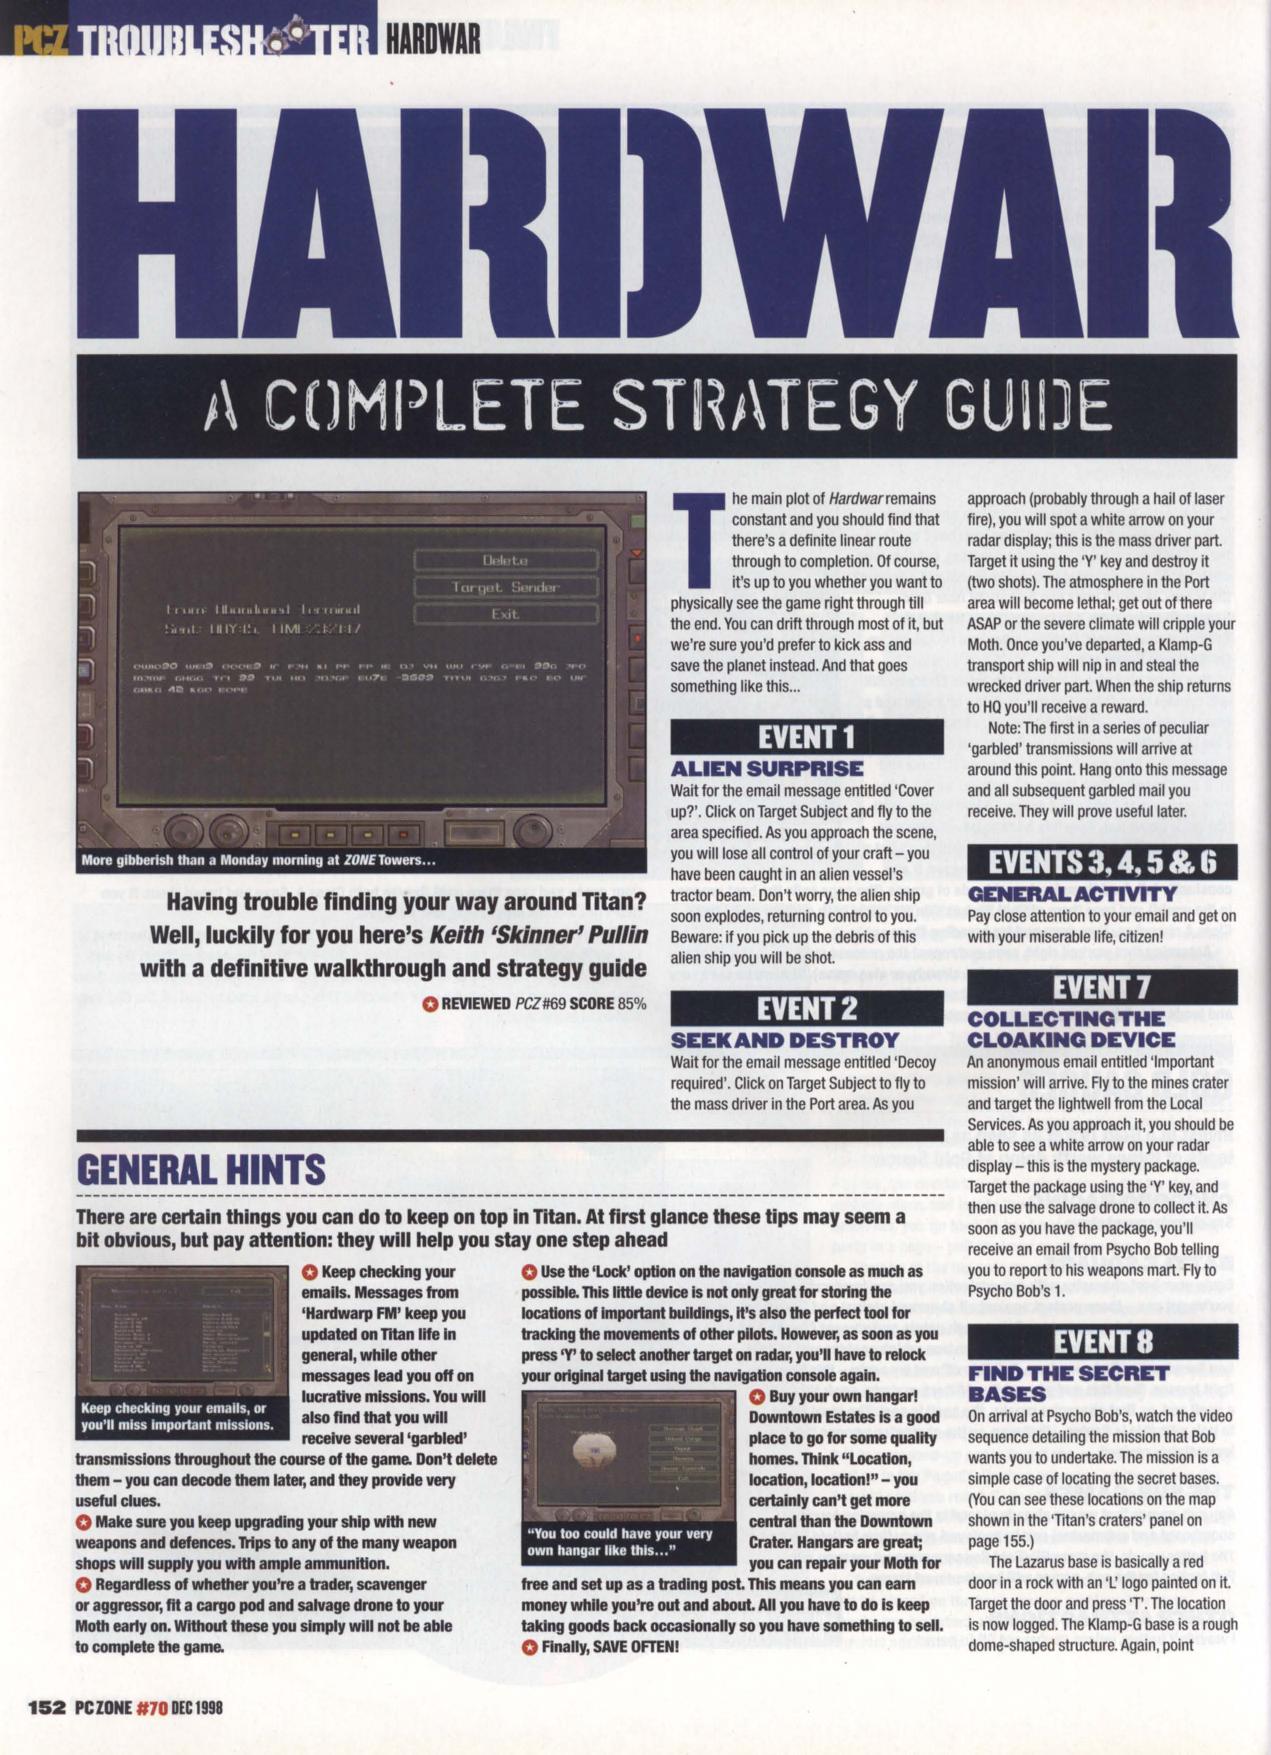 PCZ TROUBLESHOOTER HARDWAR
HARDWAR
A COMPLETE STRATEGY GUIDE
Delete
Target Sender
Exit
From: Abandoned Terminal
More gibberish than a Monday morning at ZONE Towers...
Having trouble finding your way around Titan?
Well, luckily for you here's Keith 'Skinner' Pullin
with a definitive walkthrough and strategy guide
REVIEWED PCZ #69 SCORE 85%
The main plot of Hardwar remains
constant and you should find that
there's a definite linear route
through to completion. Of course,
it's up to you whether you want to
physically see the game right through till
the end. You can drift through most of it, but
we're sure you'd prefer to kick ass and
save the planet instead. And that goes
something like this...
EVENT 1
ALIEN SURPRISE
Wait for the email message entitled 'Cover
up?'. Click on Target Subject and fly to the
area specified. As you approach the scene,
you will lose all control of your craft – you
have been caught in an alien vessel's
tractor beam. Don't worry, the alien ship
soon explodes, returning control to you.
Beware: if you pick up the debris of this
alien ship you will be shot.
EVENT 2
SEEK AND DESTROY
Wait for the email message entitled 'Decoy
required'. Click on Target Subject to fly to
the mass driver in the Port area. As you
approach (probably through a hail of laser
fire), you will spot a white arrow on your
radar display; this is the mass driver part.
Target it using the 'Y' key and destroy it
(two shots). The atmosphere in the Port
area will become lethal; get out of there
ASAP or the severe climate will cripple your
Moth. Once you've departed, a Klamp-G
transport ship will nip in and steal the
wrecked driver part. When the ship returns
to HQ you'll receive a reward.
Note: The first in a series of peculiar
'garbled' transmissions will arrive at
around this point. Hang onto this message
and all subsequent garbled mail you
receive. They will prove useful later.
EVENTS 3, 4, 5 & 6
GENERAL ACTIVITY
Pay close attention to your email and get on
with your miserable life, citizen!
EVENT 7
COLLECTING THE
CLOAKING DEVICE
An anonymous email entitled 'Important
mission' will arrive. Fly to the mines crater
and target the lightwell from the Local
Services. As you approach it, you should be
able to see a white arrow on your radar
display – this is the mystery package.
Target the package using the 'Y' key, and
then use the salvage drone to collect it. As
soon as you have the package, you'll
receive an email from Psycho Bob telling
you to report to his weapons mart. Fly to
Psycho Bob's 1.
EVENT 8
FIND THE SECRET
BASES
On arrival at Psycho Bob's, watch the video
sequence detailing the mission that Bob
wants you to undertake. The mission is a
simple case of locating the secret bases.
(You can see these locations on the map
shown in the 'Titan's craters' panel on
page 155.)
The Lazarus base is basically a red
door in a rock with an 'L' logo painted on it.
Target the door and press 'T'. The location
is now logged. The Klamp-G base is a rough
dome-shaped structure. Again, point
GENERAL HINTS
There are certain things you can do to keep on top in Titan. At first glance these tips may seem a
bit obvious, but pay attention: they will help you stay one step ahead
Keep checking your emails, or
you'll miss important missions.
Keep checking your
emails. Messages from
'Hardwarp FM' keep you
updated on Titan life in
general, while other
messages lead you off on
lucrative missions. You will
also find that you will
receive several 'garbled'
transmissions throughout the course of the game. Don't delete
them – you can decode them later, and they provide very
useful clues.
Make sure you keep upgrading your ship with new
weapons and defences. Trips to any of the many weapon
shops will supply you with ample ammunition.
Regardless of whether you're a trader, scavenger
or aggressor, fit a cargo pod and salvage drone to your
Moth early on. Without these you simply will not be able
to complete the game.
Use the 'Lock' option on the navigation console as much as
possible. This little device is not only great for storing the
locations of important buildings, it's also the perfect tool for
tracking the movements of other pilots. However, as soon as you
press 'Y' to select another target on radar, you'll have to relock
your original target using the navigation console again.
"You too could have your very
own hangar like this..."
Buy your own hangar!
Downtown Estates is a good
place to go for some quality
homes. Think "Location,
location, location!" – you
certainly can't get more
central than the Downtown
Crater. Hangars are great;
you can repair your Moth for
free and set up as a trading post. This means you can earn
money while you're out and about. All you have to do is keep
taking goods back occasionally so you have something to sell.
Finally, SAVE OFTEN!
152 PC ZONE #70 DEC 1998